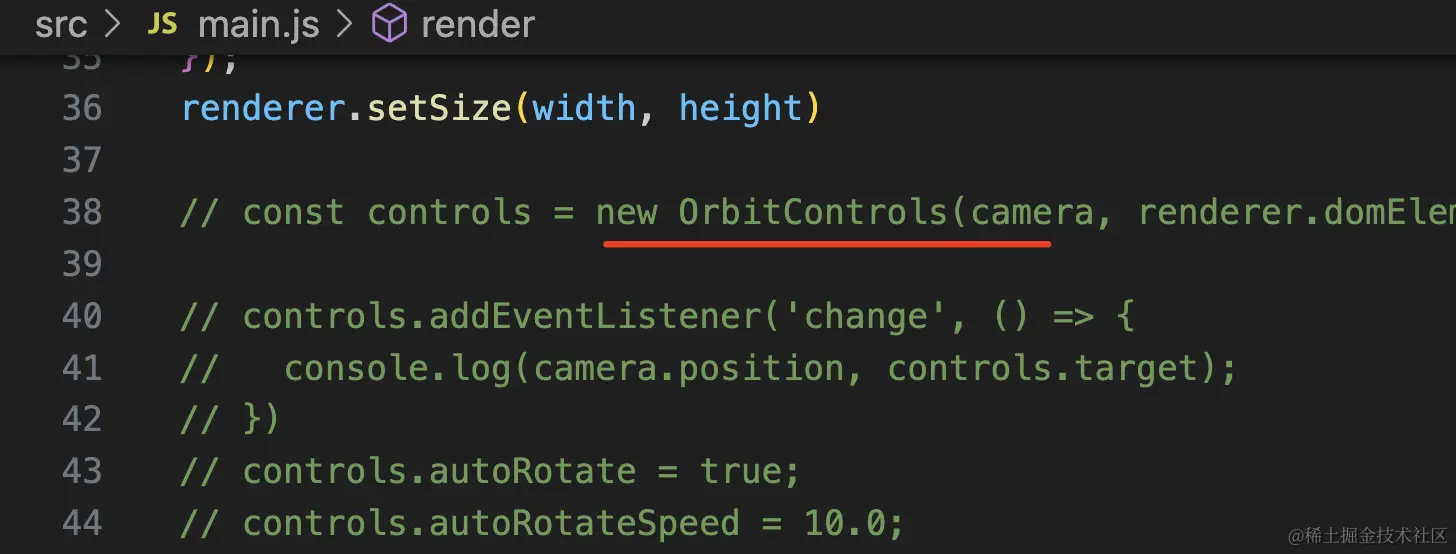 src > JS main.js > render
35 });
36 renderer.setSize(width, height)
37
38 // const controls = new OrbitControls(camera, renderer.domElem
39
40 // controls.addEventListener('change', () => {
41 //   console.log(camera.position, controls.target);
42 // })
43 // controls.autoRotate = true;
44 // controls.autoRotateSpeed = 10.0;
@稀土掘金技术社区